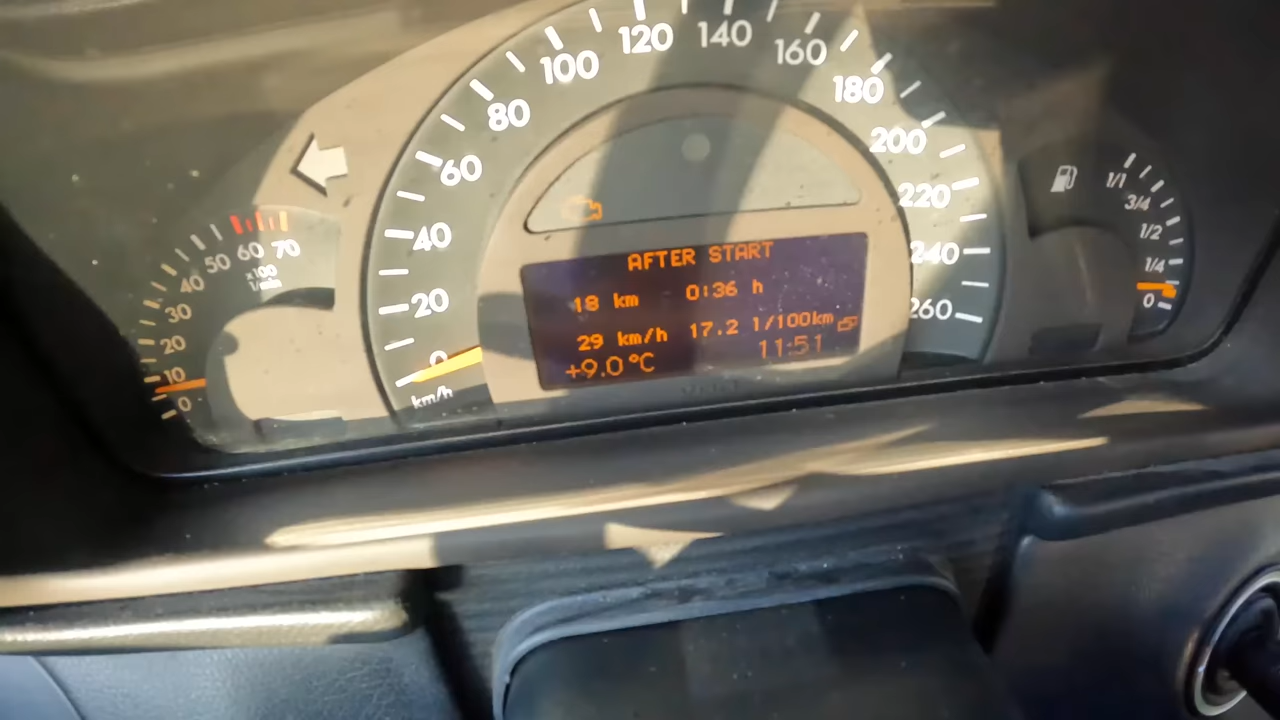 120 140
100 160
80 180
60 200
40 220
20 240
0 260
km/h
50 60 70
40
30
20
10
0
x100
1/min
AFTER START
18 km 0:36 h
29 km/h 17.2 l/100km
+9.0°C 11:51
1/1
3/4
1/2
1/4
0